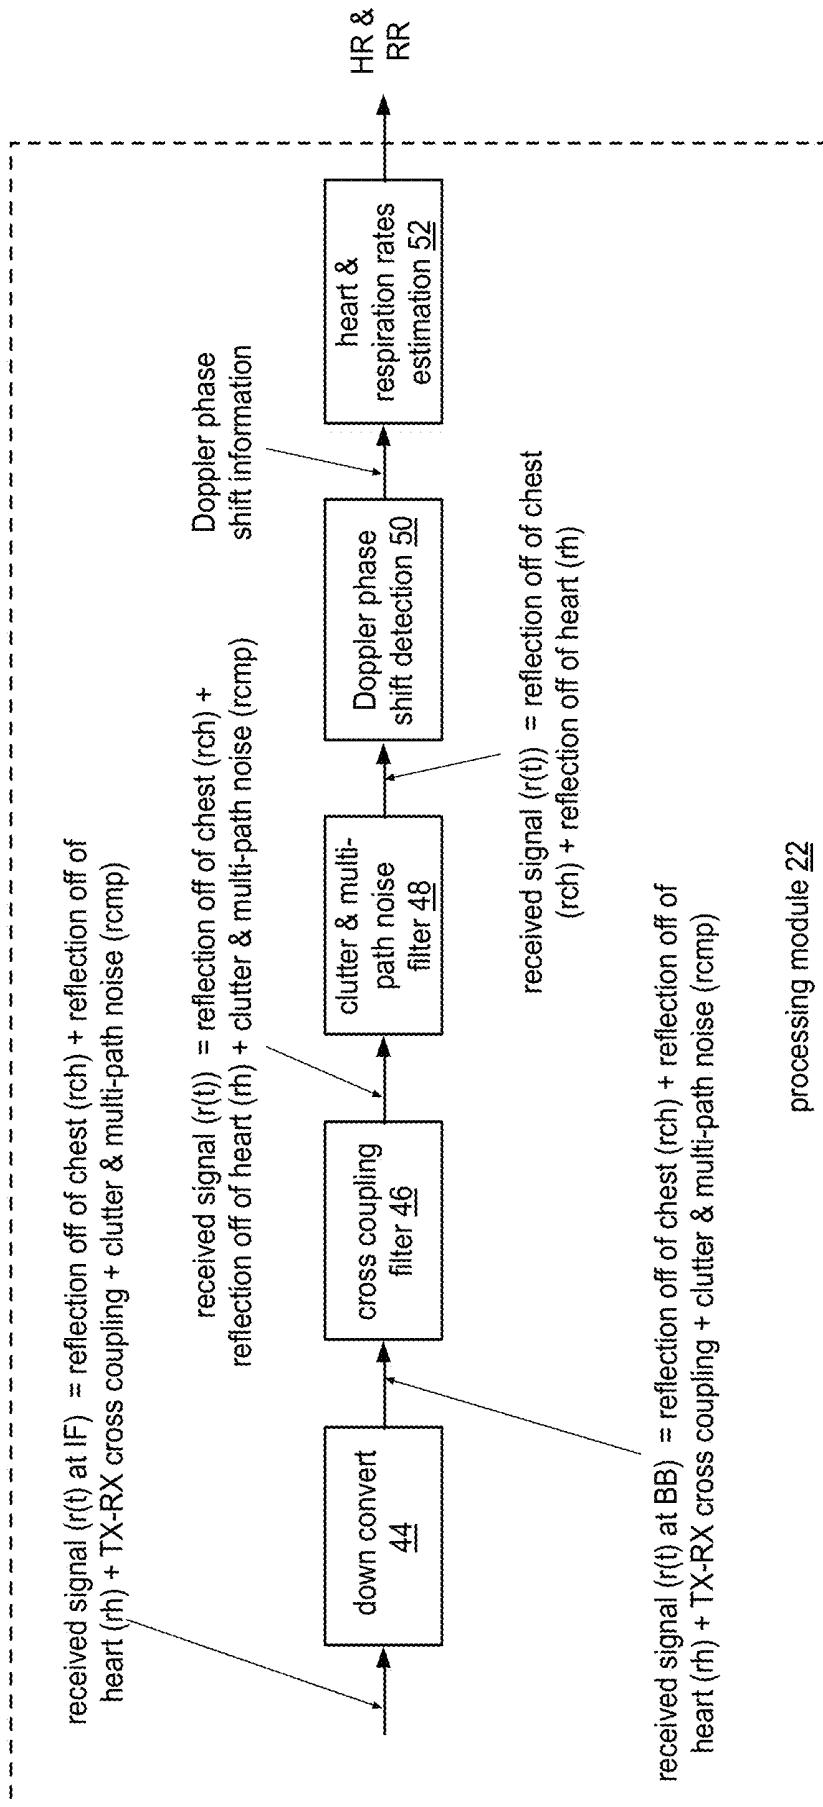 received signal (r(t) at IF)  = reflection off of chest (rch) + reflection off of
heart (rh) + TX-RX cross coupling + clutter & multi-path noise (rcmp)
received signal (r(t))  = reflection off of chest (rch) +
reflection off of heart (rh) + clutter & multi-path noise (rcmp)
Doppler phase
shift information
down convert
44
cross coupling
filter 46
clutter & multi-
path noise
filter 48
Doppler phase
shift detection 50
heart &
respiration rates
estimation 52
HR &
RR
received signal (r(t))  = reflection off of chest
(rch) + reflection off of heart (rh)
received signal (r(t) at BB)  = reflection off of chest (rch) + reflection off of
heart (rh) + TX-RX cross coupling + clutter & multi-path noise (rcmp)
processing module 22